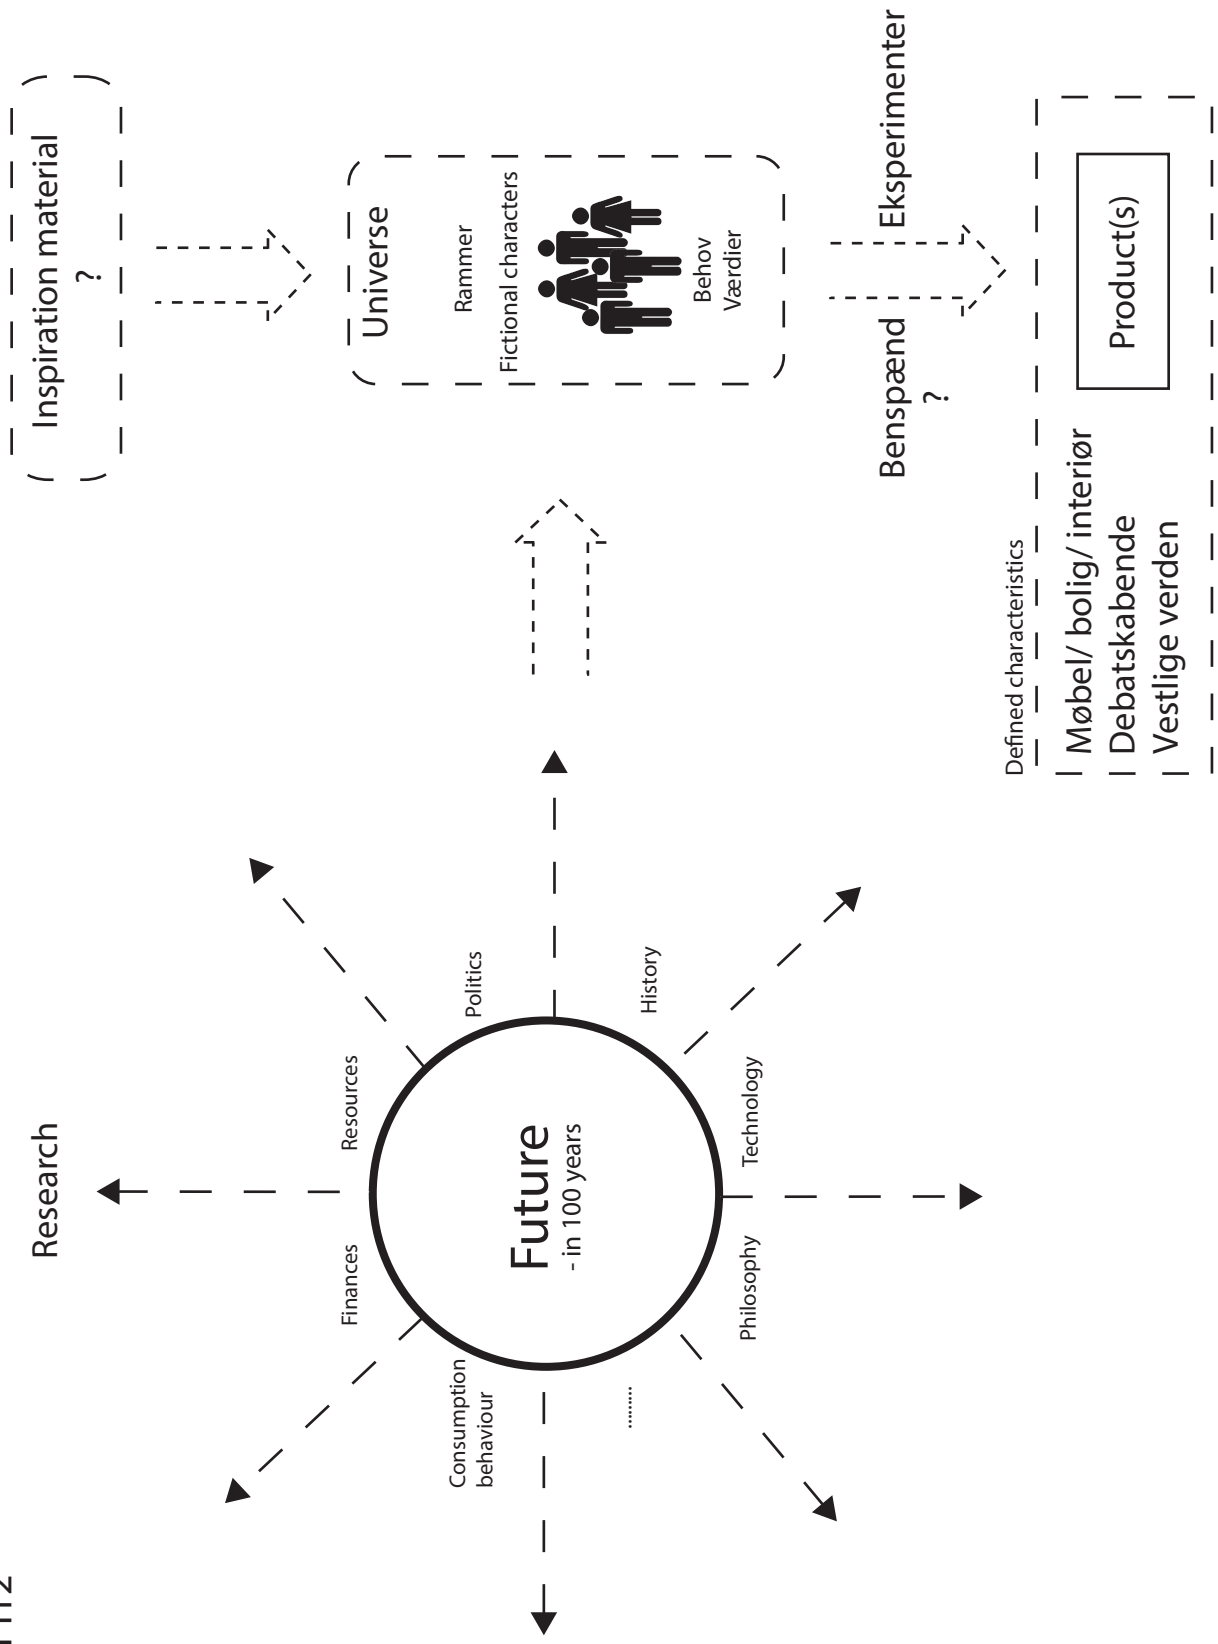 Research
Finances
Resources
Consumption
behaviour
Politics
Future
- in 100 years
.........
History
Philosophy
Technology
Inspiration material
?
Universe
Rammer
Fictional characters
Behov
Værdier
Benspænd
?
Eksperimenter
Defined characteristics
Møbel/ bolig/ interiør
Debatskabende
Vestlige verden
Product(s)